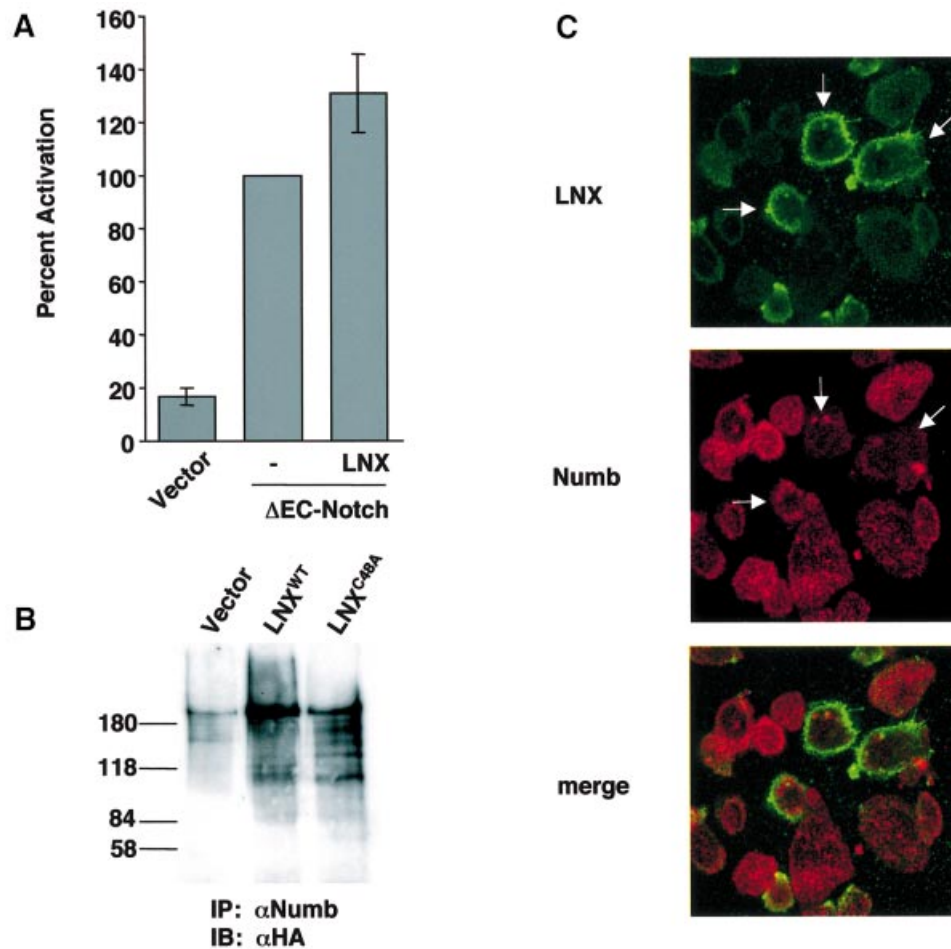 A
160
140
120
100
80
60
40
20
0
Percent Activation
Vector
-
LNX
ΔEC-Notch
B
Vector
LNX^WT
LNX^C48A
180
118
84
58
IP: αNumb
IB: αHA
C
LNX
Numb
merge